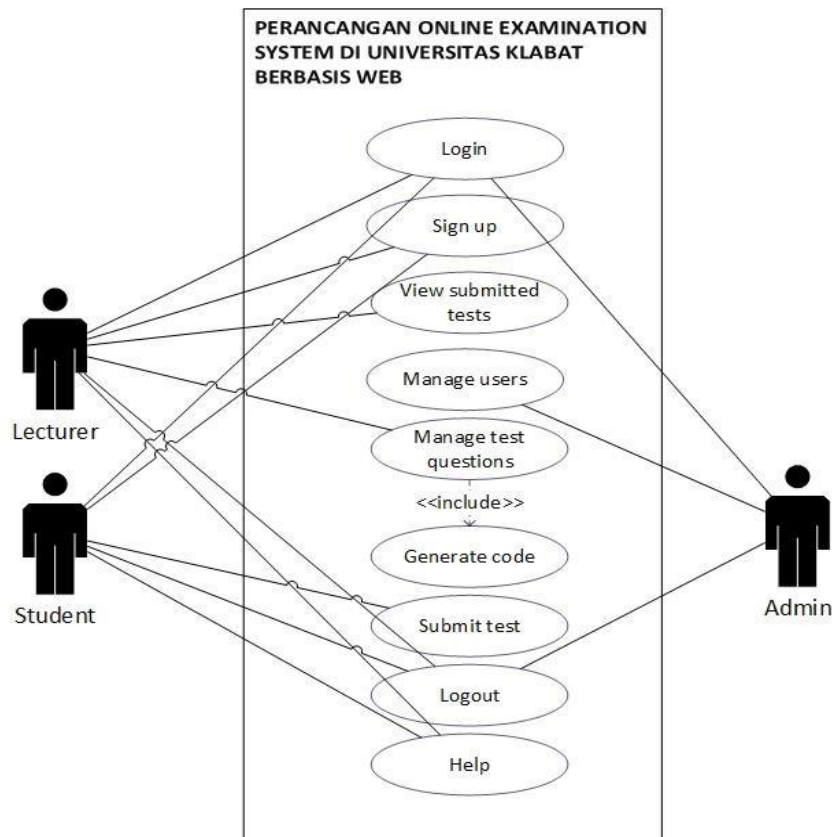 PERANCANGAN ONLINE EXAMINATION
SYSTEM DI UNIVERSITAS KLABAT
BERBASIS WEB
Login
Sign up
View submitted
tests
Manage users
Lecturer
Manage test
questions
<<include>>
Generate code
Student
Admin
Submit test
Logout
Help